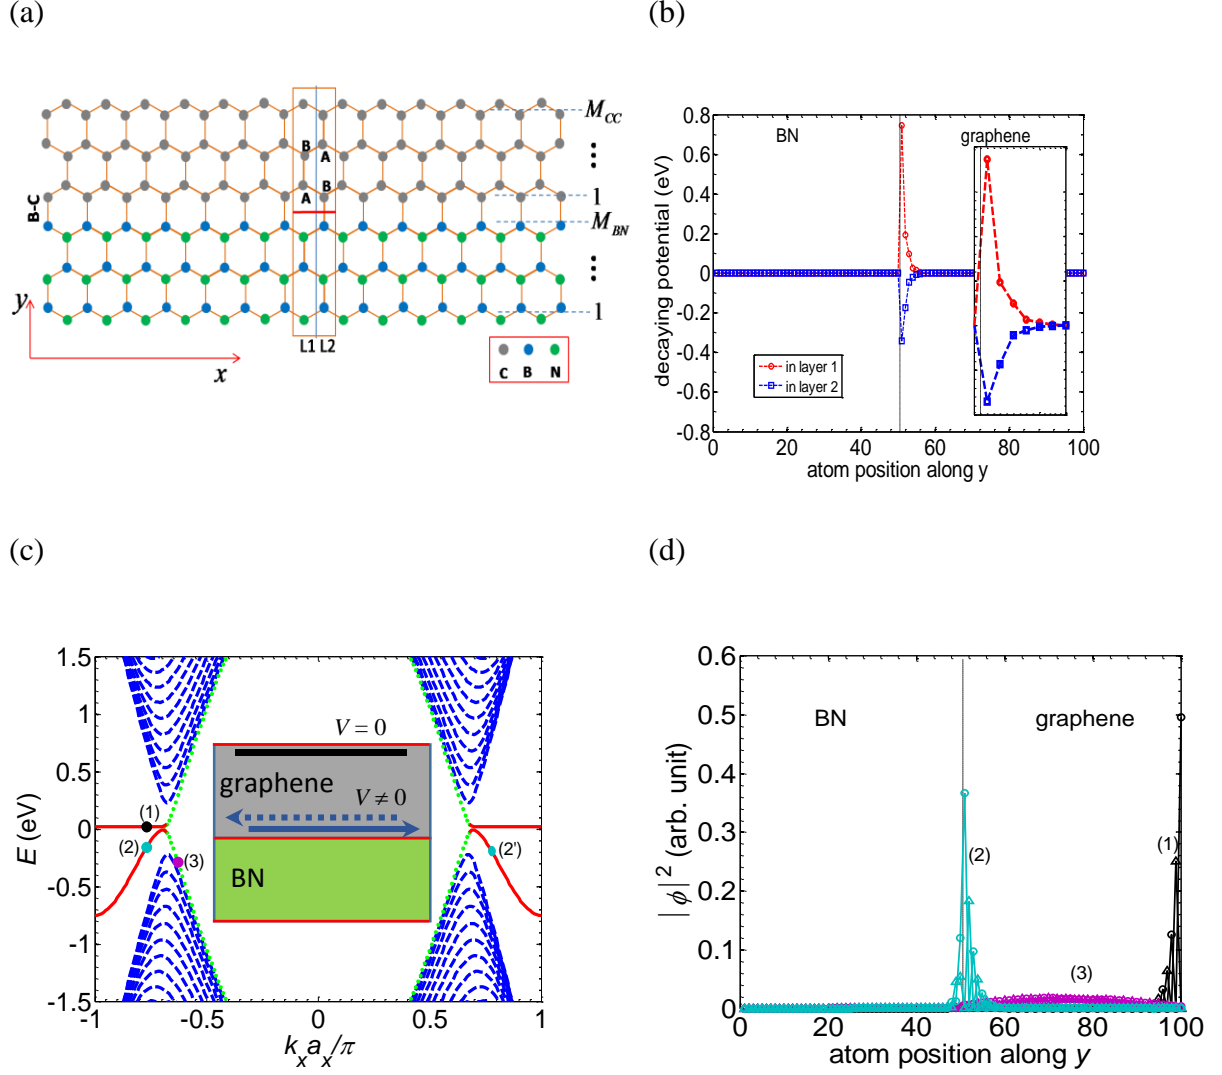 (a)
(b)
B
A
B
A
B-C
M_CC
⋮
1
M_BN
⋮
1
y
x
L1 L2
C B N
decaying potential (eV)
0.8
0.6
0.4
0.2
0
-0.2
-0.4
-0.6
-0.8
BN
graphene
in layer 1
in layer 2
0 20 40 60 80 100
atom position along y
(c)
(d)
E (eV)
1.5
1
0.5
0
-0.5
-1
-1.5
(1)
(2)
(3)
(2')
V = 0
graphene
V ≠ 0
BN
-1 -0.5 0 0.5 1
k_x a_x/π
|ϕ|² (arb. unit)
0.6
0.5
0.4
0.3
0.2
0.1
0
BN
graphene
(2)
(1)
(3)
0 20 40 60 80 100
atom position along y